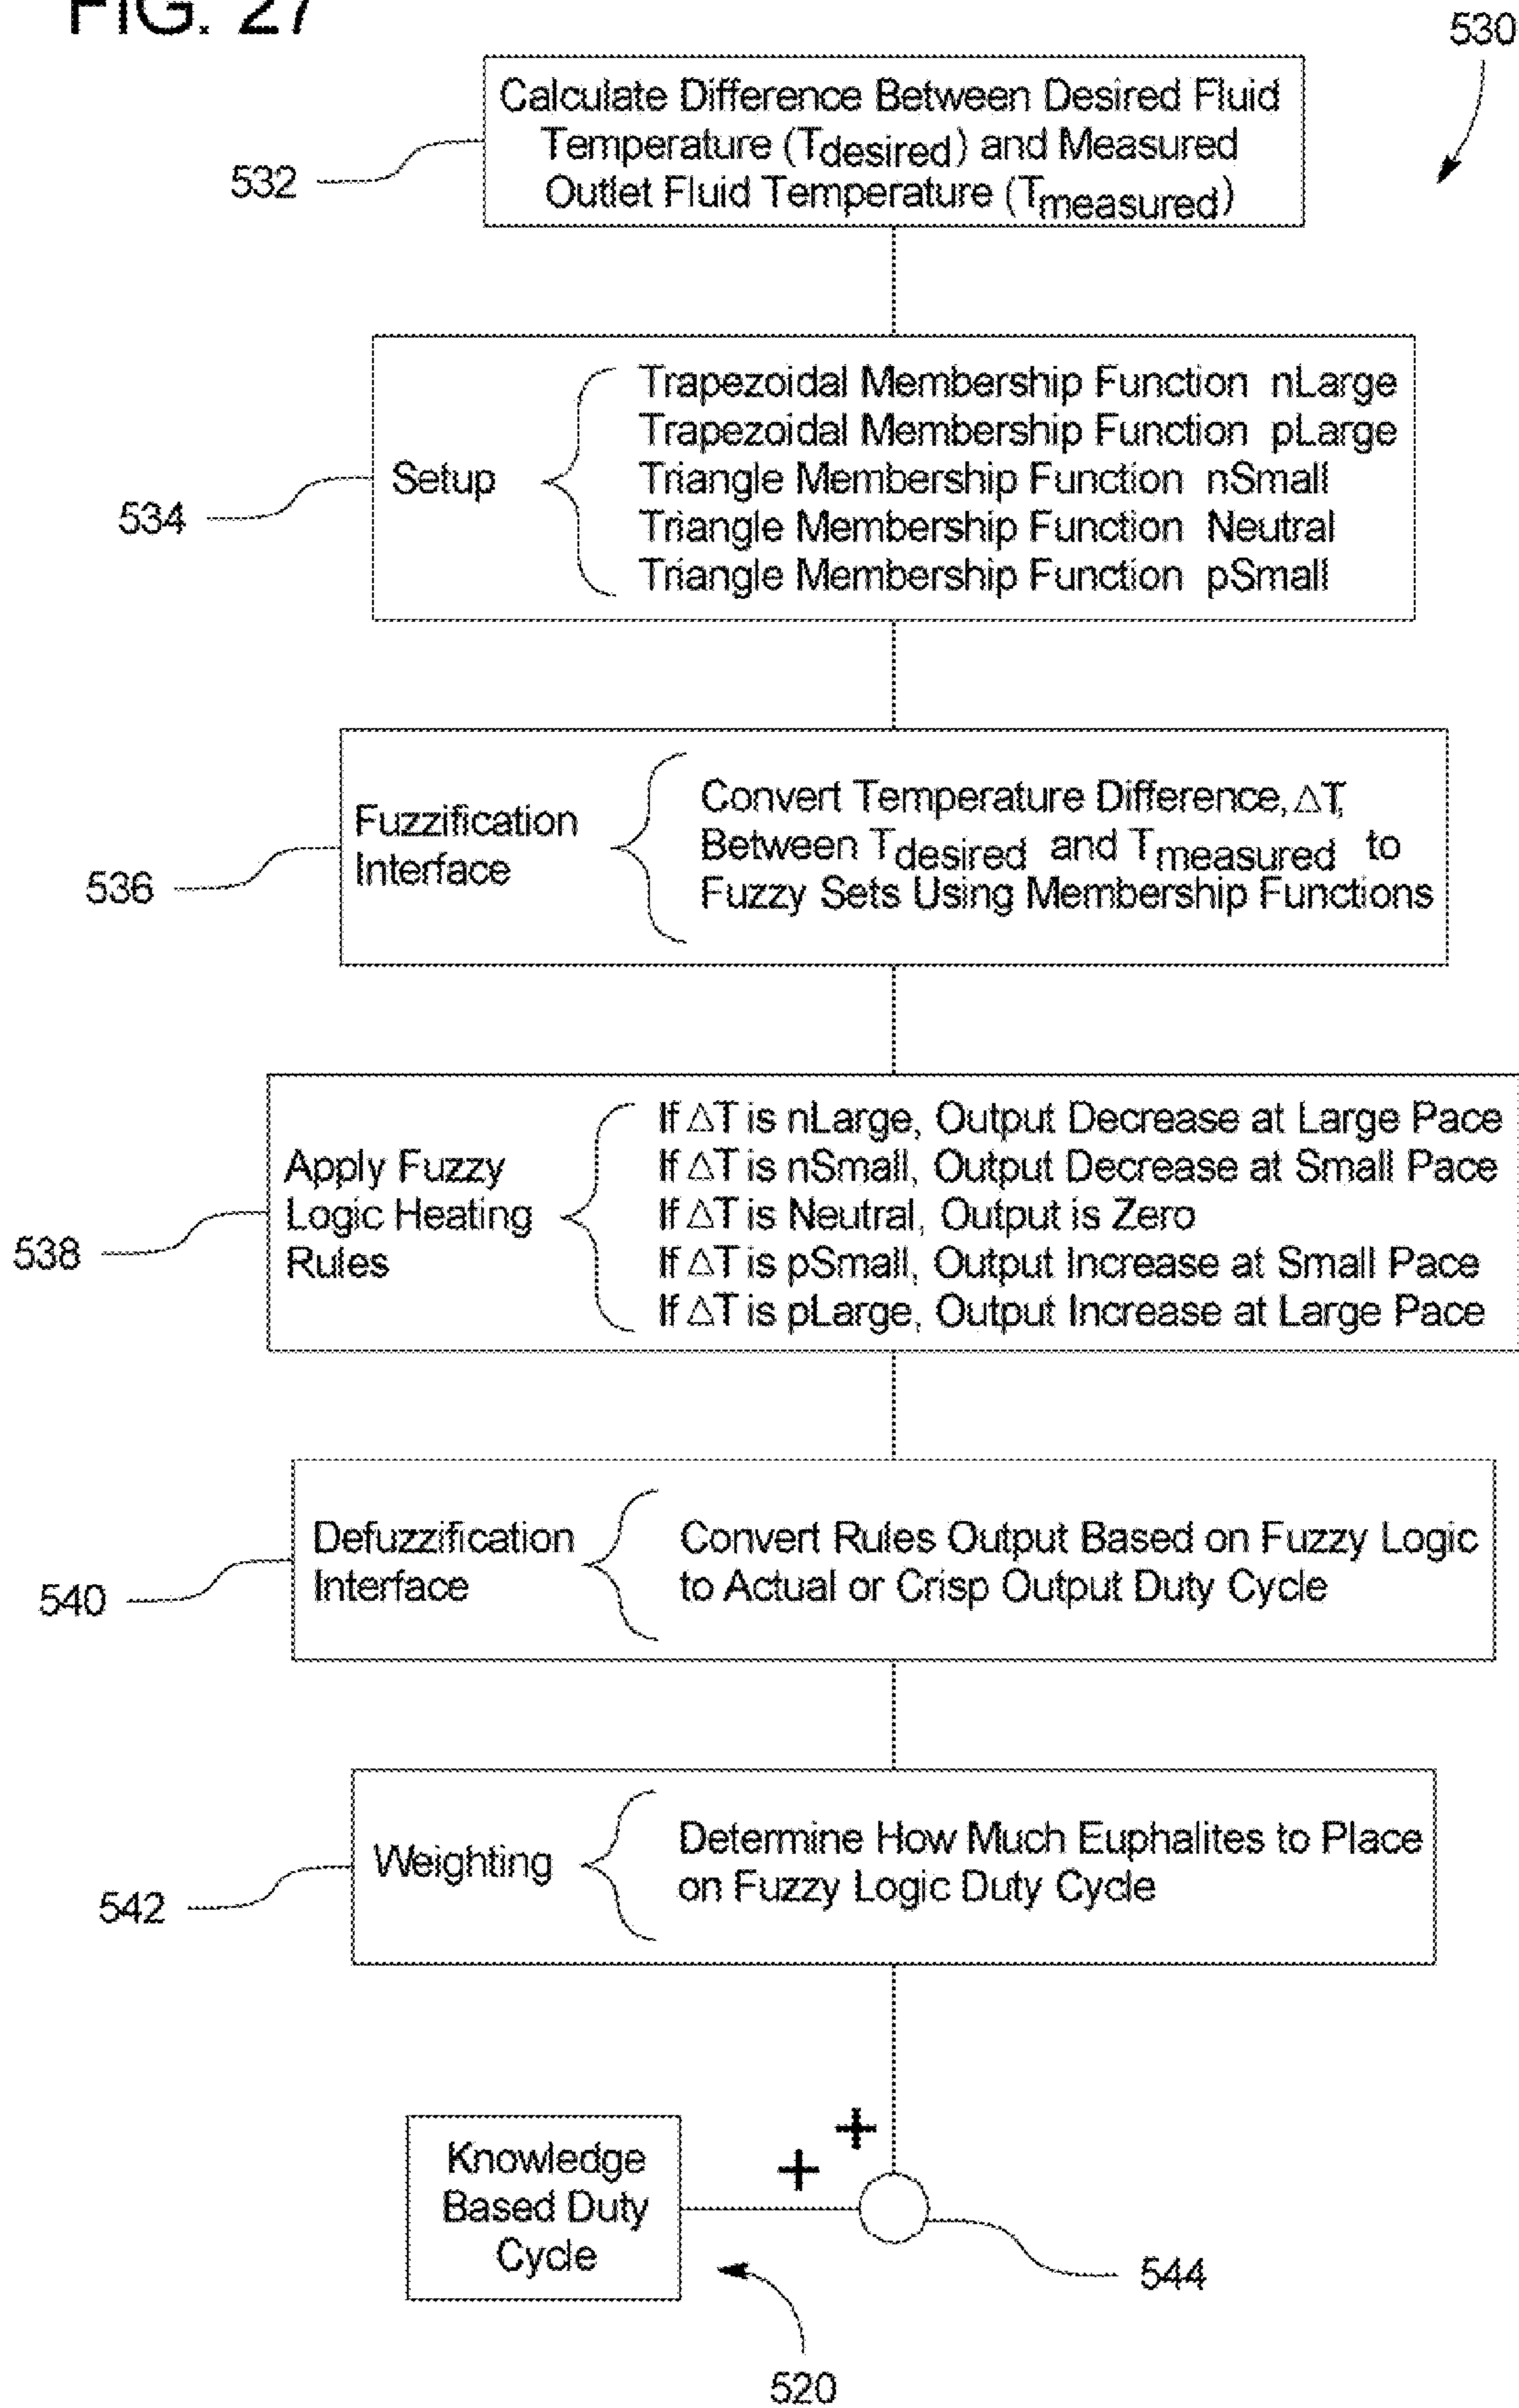 FIG. 27
530
Calculate Difference Between Desired Fluid
Temperature (Tdesired) and Measured
Outlet Fluid Temperature (Tmeasured)
532
Setup
Trapezoidal Membership Function nLarge
Trapezoidal Membership Function pLarge
Triangle Membership Function nSmall
Triangle Membership Function Neutral
Triangle Membership Function pSmall
534
Fuzzification
Interface
Convert Temperature Difference, △T,
Between Tdesired and Tmeasured to
Fuzzy Sets Using Membership Functions
536
Apply Fuzzy
Logic Heating
Rules
If △T is nLarge, Output Decrease at Large Pace
If △T is nSmall, Output Decrease at Small Pace
If △T is Neutral, Output is Zero
If △T is pSmall, Output Increase at Small Pace
If △T is pLarge, Output Increase at Large Pace
538
Defuzzification
Interface
Convert Rules Output Based on Fuzzy Logic
to Actual or Crisp Output Duty Cycle
540
Weighting
Determine How Much Euphalites to Place
on Fuzzy Logic Duty Cycle
542
+
+
Knowledge
Based Duty
Cycle
544
520